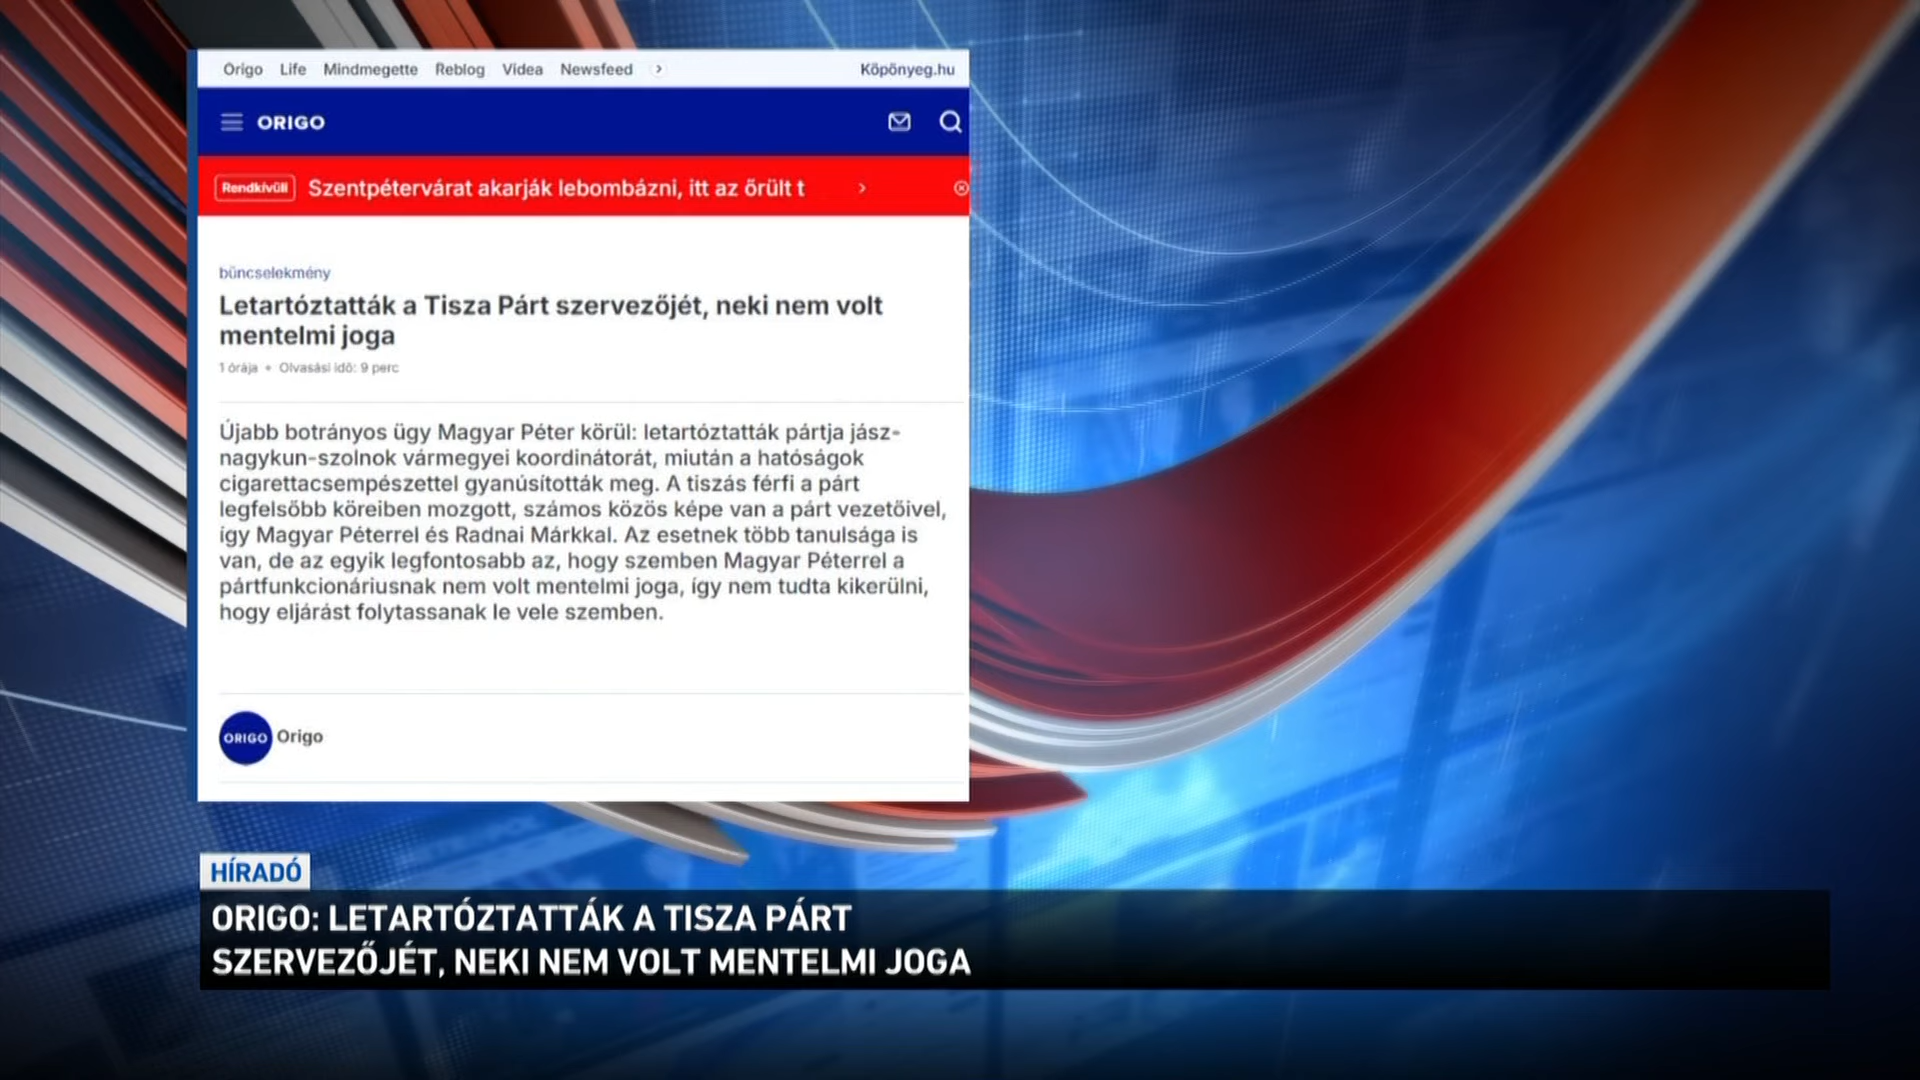 Origo Life Mindmegette Reblog Videa Newsfeed > Köpönyeg.hu
ORIGO
Rendkívüli Szentpétervárat akarják lebombázni, itt az őrült t
bűncselekmény
Letartóztatták a Tisza Párt szervezőjét, neki nem volt
mentelmi joga
1 órája • Olvasási idő: 9 perc
Újabb botrányos ügy Magyar Péter körül: letartóztatták pártja jász-
nagykun-szolnok vármegyei koordinátorát, miután a hatóságok
cigarettacsempészettel gyanúsították meg. A tiszás férfi a párt
legfelsőbb köreiben mozgott, számos közös képe van a párt vezetőivel,
így Magyar Péterrel és Radnai Márkkal. Az esetnek több tanulsága is
van, de az egyik legfontosabb az, hogy szemben Magyar Péterrel a
pártfunkcionáriusnak nem volt mentelmi joga, így nem tudta kikerülni,
hogy eljárást folytassanak le vele szemben.
ORIGO Origo
HÍRADÓ
ORIGO: LETARTÓZTATTÁK A TISZA PÁRT
SZERVEZŐJÉT, NEKI NEM VOLT MENTELMI JOGA